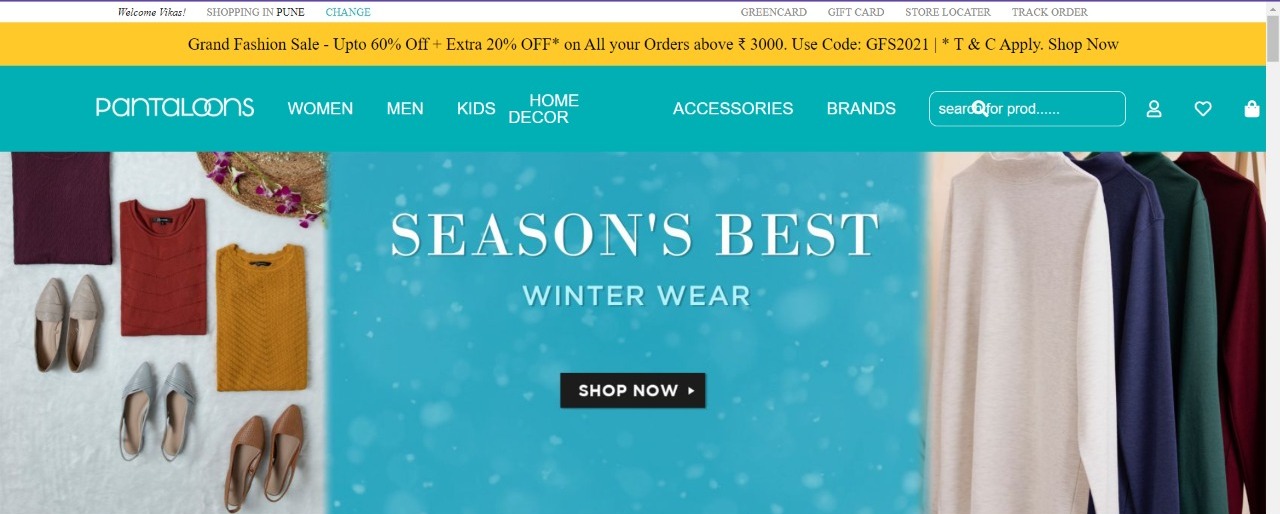 Welcome Vikas! SHOPPING IN PUNE CHANGE GREENCARD GIFT CARD STORE LOCATER TRACK ORDER
Grand Fashion Sale - Upto 60% Off + Extra 20% OFF* on All your Orders above ₹ 3000. Use Code: GFS2021 | * T & C Apply. Shop Now
PANTALOONS WOMEN MEN KIDS HOME DECOR ACCESSORIES BRANDS search for prod......
SEASON'S BEST
WINTER WEAR
SHOP NOW